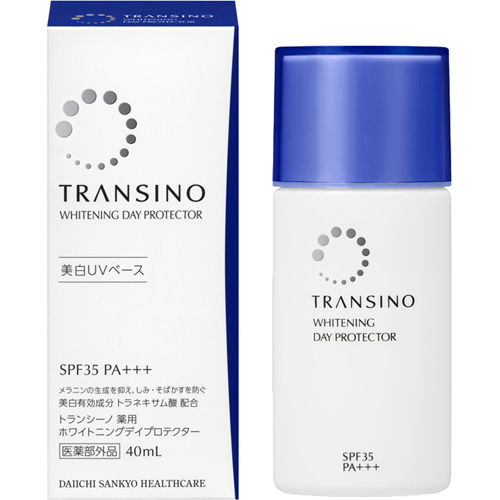 TRANSINO
WHITENING DAY PROTECTOR
TRANSINO
WHITENING DAY PROTECTOR
美白UVベース
SPF35 PA+++
メラニンの生成を抑え、しみ・そばかすを防ぐ
美白有効成分 トラネキサム酸 配合
トランシーノ 薬用
ホワイトニングデイプロテクター
医薬部外品 40mL
DAIICHI SANKYO HEALTHCARE
TRANSINO
WHITENING
DAY PROTECTOR
SPF35
PA+++